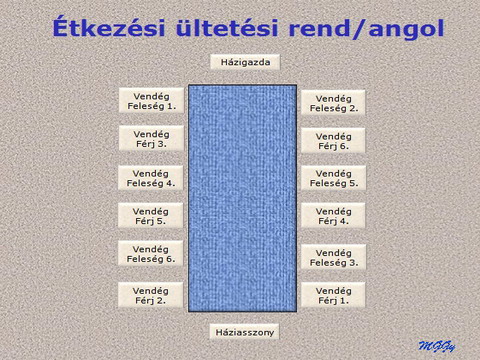 Étkezési ültetési rend/angol
Házigazda
Vendég
Feleség 1.
Vendég
Feleség 2.
Vendég
Férj 3.
Vendég
Férj 6.
Vendég
Feleség 4.
Vendég
Feleség 5.
Vendég
Férj 5.
Vendég
Férj 4.
Vendég
Feleség 6.
Vendég
Feleség 3.
Vendég
Férj 2.
Vendég
Férj 1.
Háziasszony